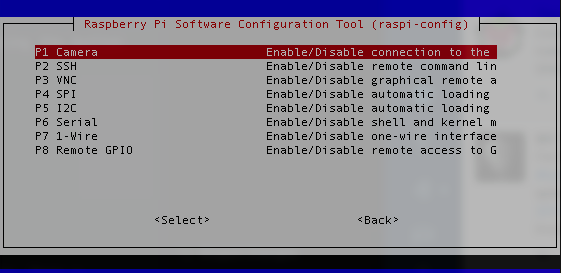 Raspberry Pi Software Configuration Tool (raspi-config)
P1 Camera Enable/Disable connection to the
P2 SSH Enable/Disable remote command lin
P3 VNC Enable/Disable graphical remote a
P4 SPI Enable/Disable automatic loading
P5 I2C Enable/Disable automatic loading
P6 Serial Enable/Disable shell and kernel m
P7 1-Wire Enable/Disable one-wire interface
P8 Remote GPIO Enable/Disable remote access to G
<Select> <Back>